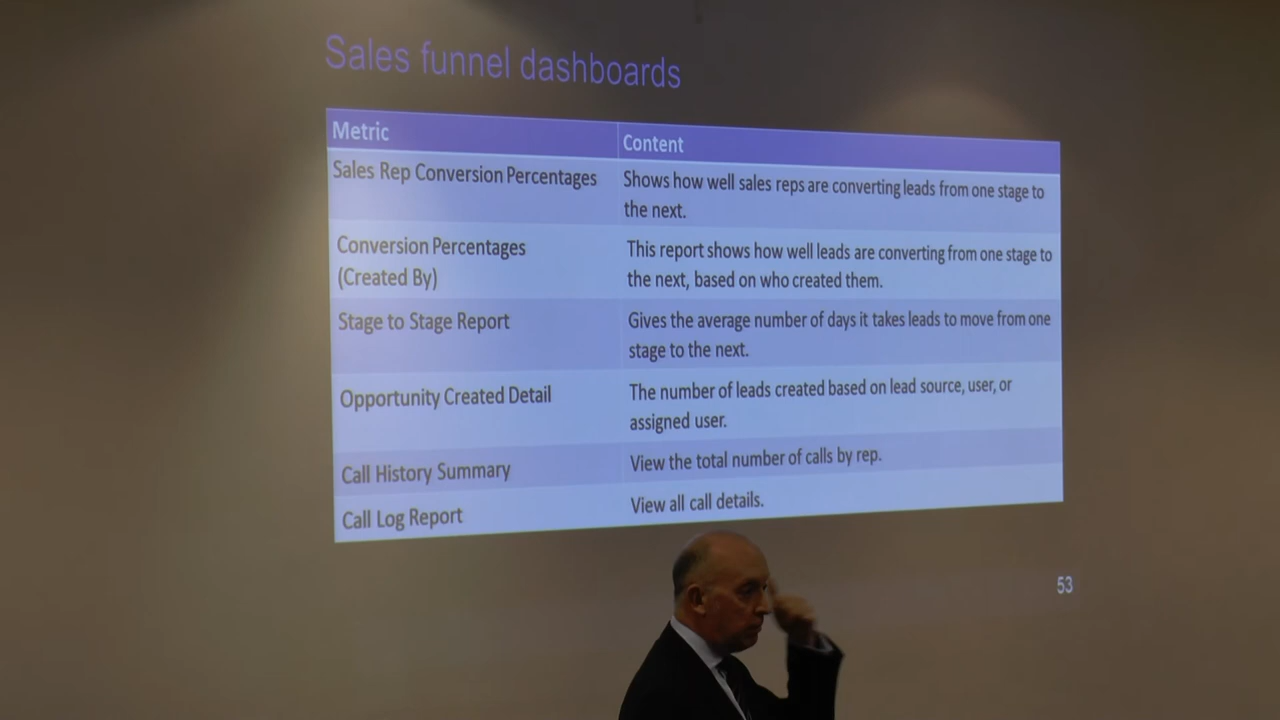 Sales funnel dashboards
Metric
Content
Sales Rep Conversion Percentages
Shows how well sales reps are converting leads from one stage to
the next.
Conversion Percentages
(Created By)
This report shows how well leads are converting from one stage to
the next, based on who created them.
Stage to Stage Report
Gives the average number of days it takes leads to move from one
stage to the next.
Opportunity Created Detail
The number of leads created based on lead source, user, or
assigned user.
Call History Summary
View the total number of calls by rep.
Call Log Report
View all call details.
53